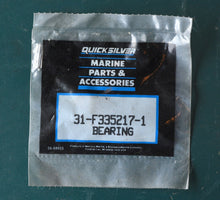 QUICKSILVER
MARINE
PARTS &
ACCESSORIES
31-F335217-1
BEARING